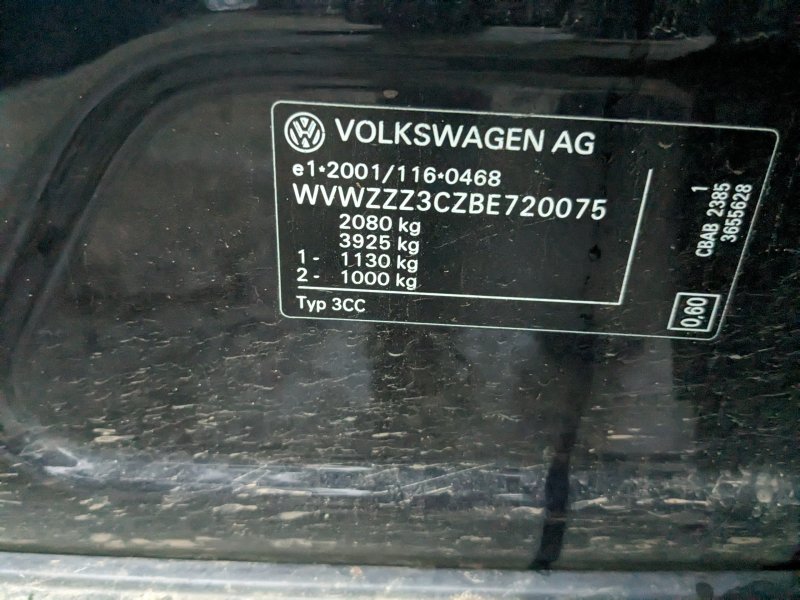 VOLKSWAGEN AG
e1*2001/116*0468
WVWZZZ3CZBE720075
2080 kg
3925 kg
1 - 1130 kg
2 - 1000 kg
Typ 3CC
1
CBAB 2385
3655628
0.60